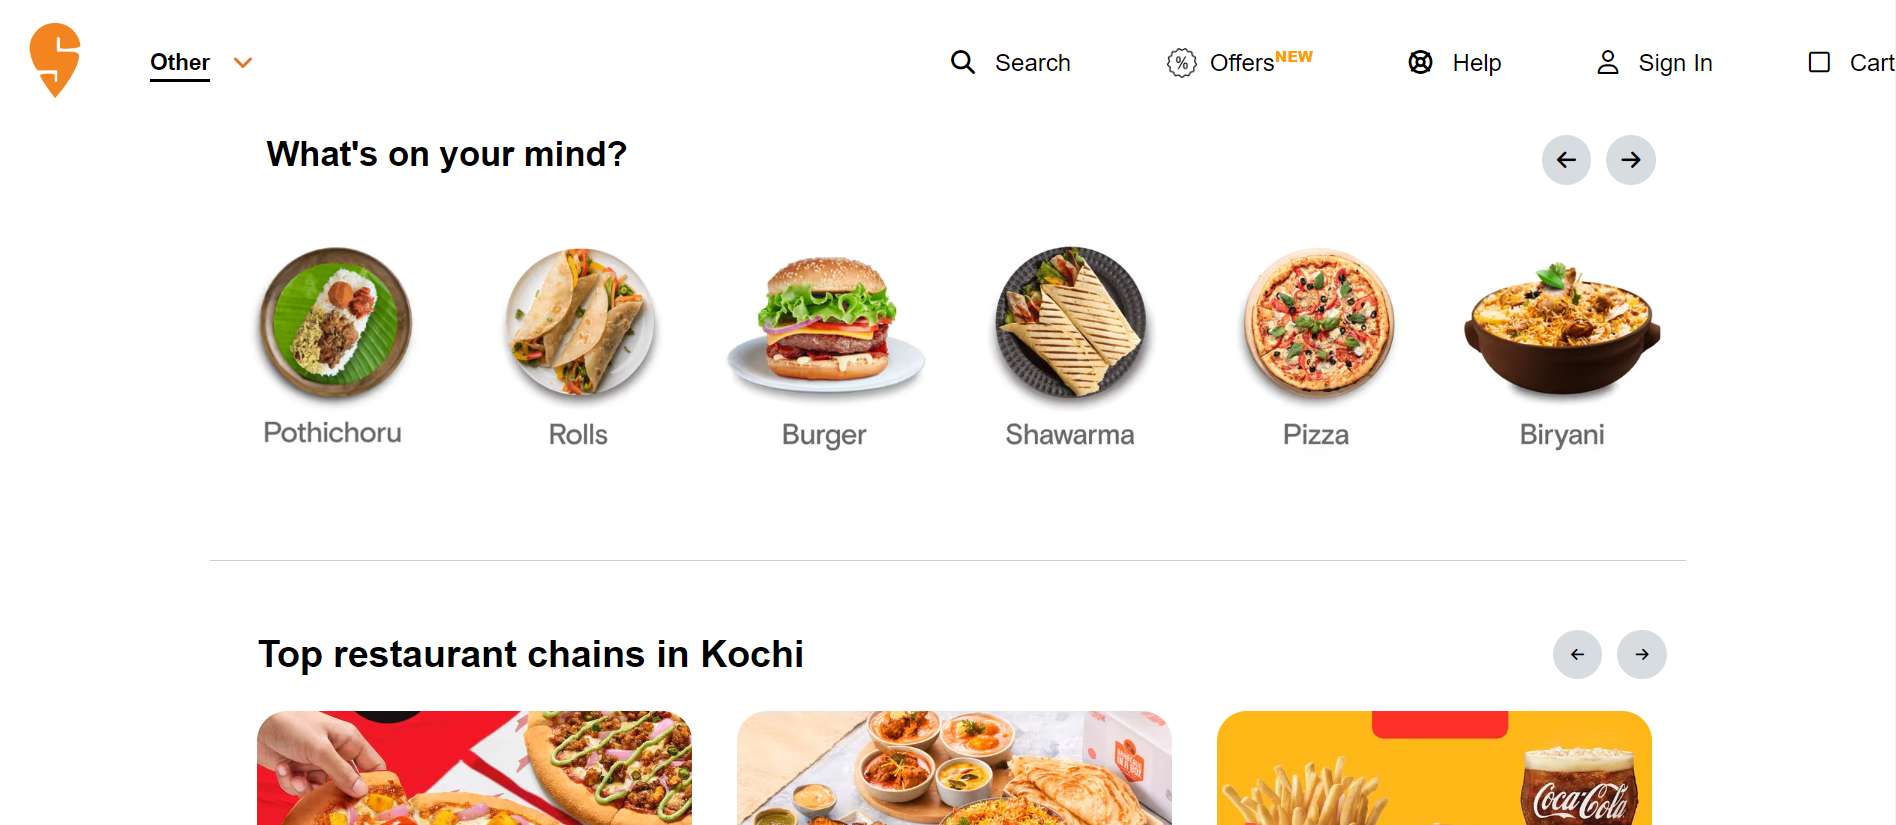 Other
Search
Offers NEW
Help
Sign In
Cart
What's on your mind?
Pothichoru
Rolls
Burger
Shawarma
Pizza
Biryani
Top restaurant chains in Kochi
Coca-Cola